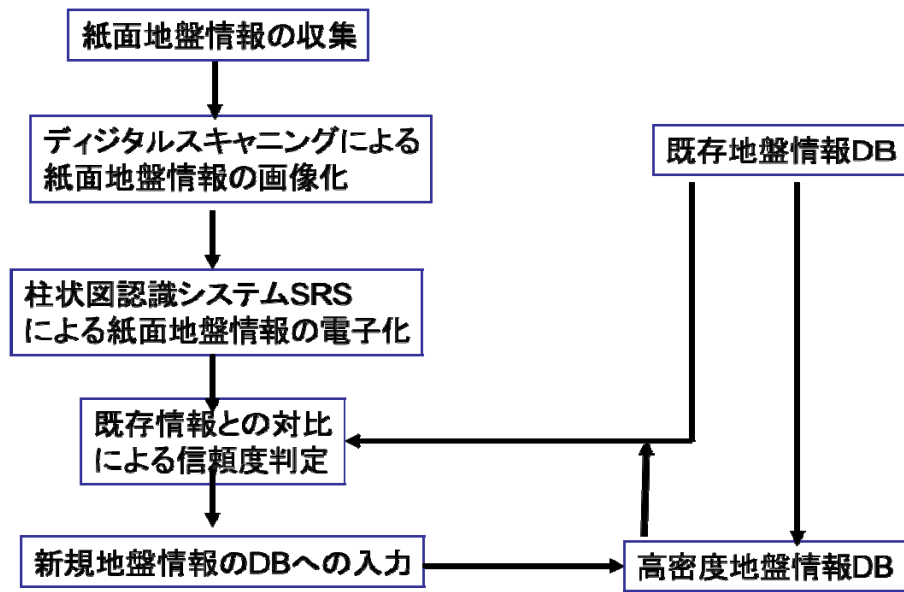 紙面地盤情報の収集
ディジタルスキャニングによる
紙面地盤情報の画像化
既存地盤情報DB
柱状図認識システムSRS
による紙面地盤情報の電子化
既存情報との対比
による信頼度判定
新規地盤情報のDBへの入力
高密度地盤情報DB